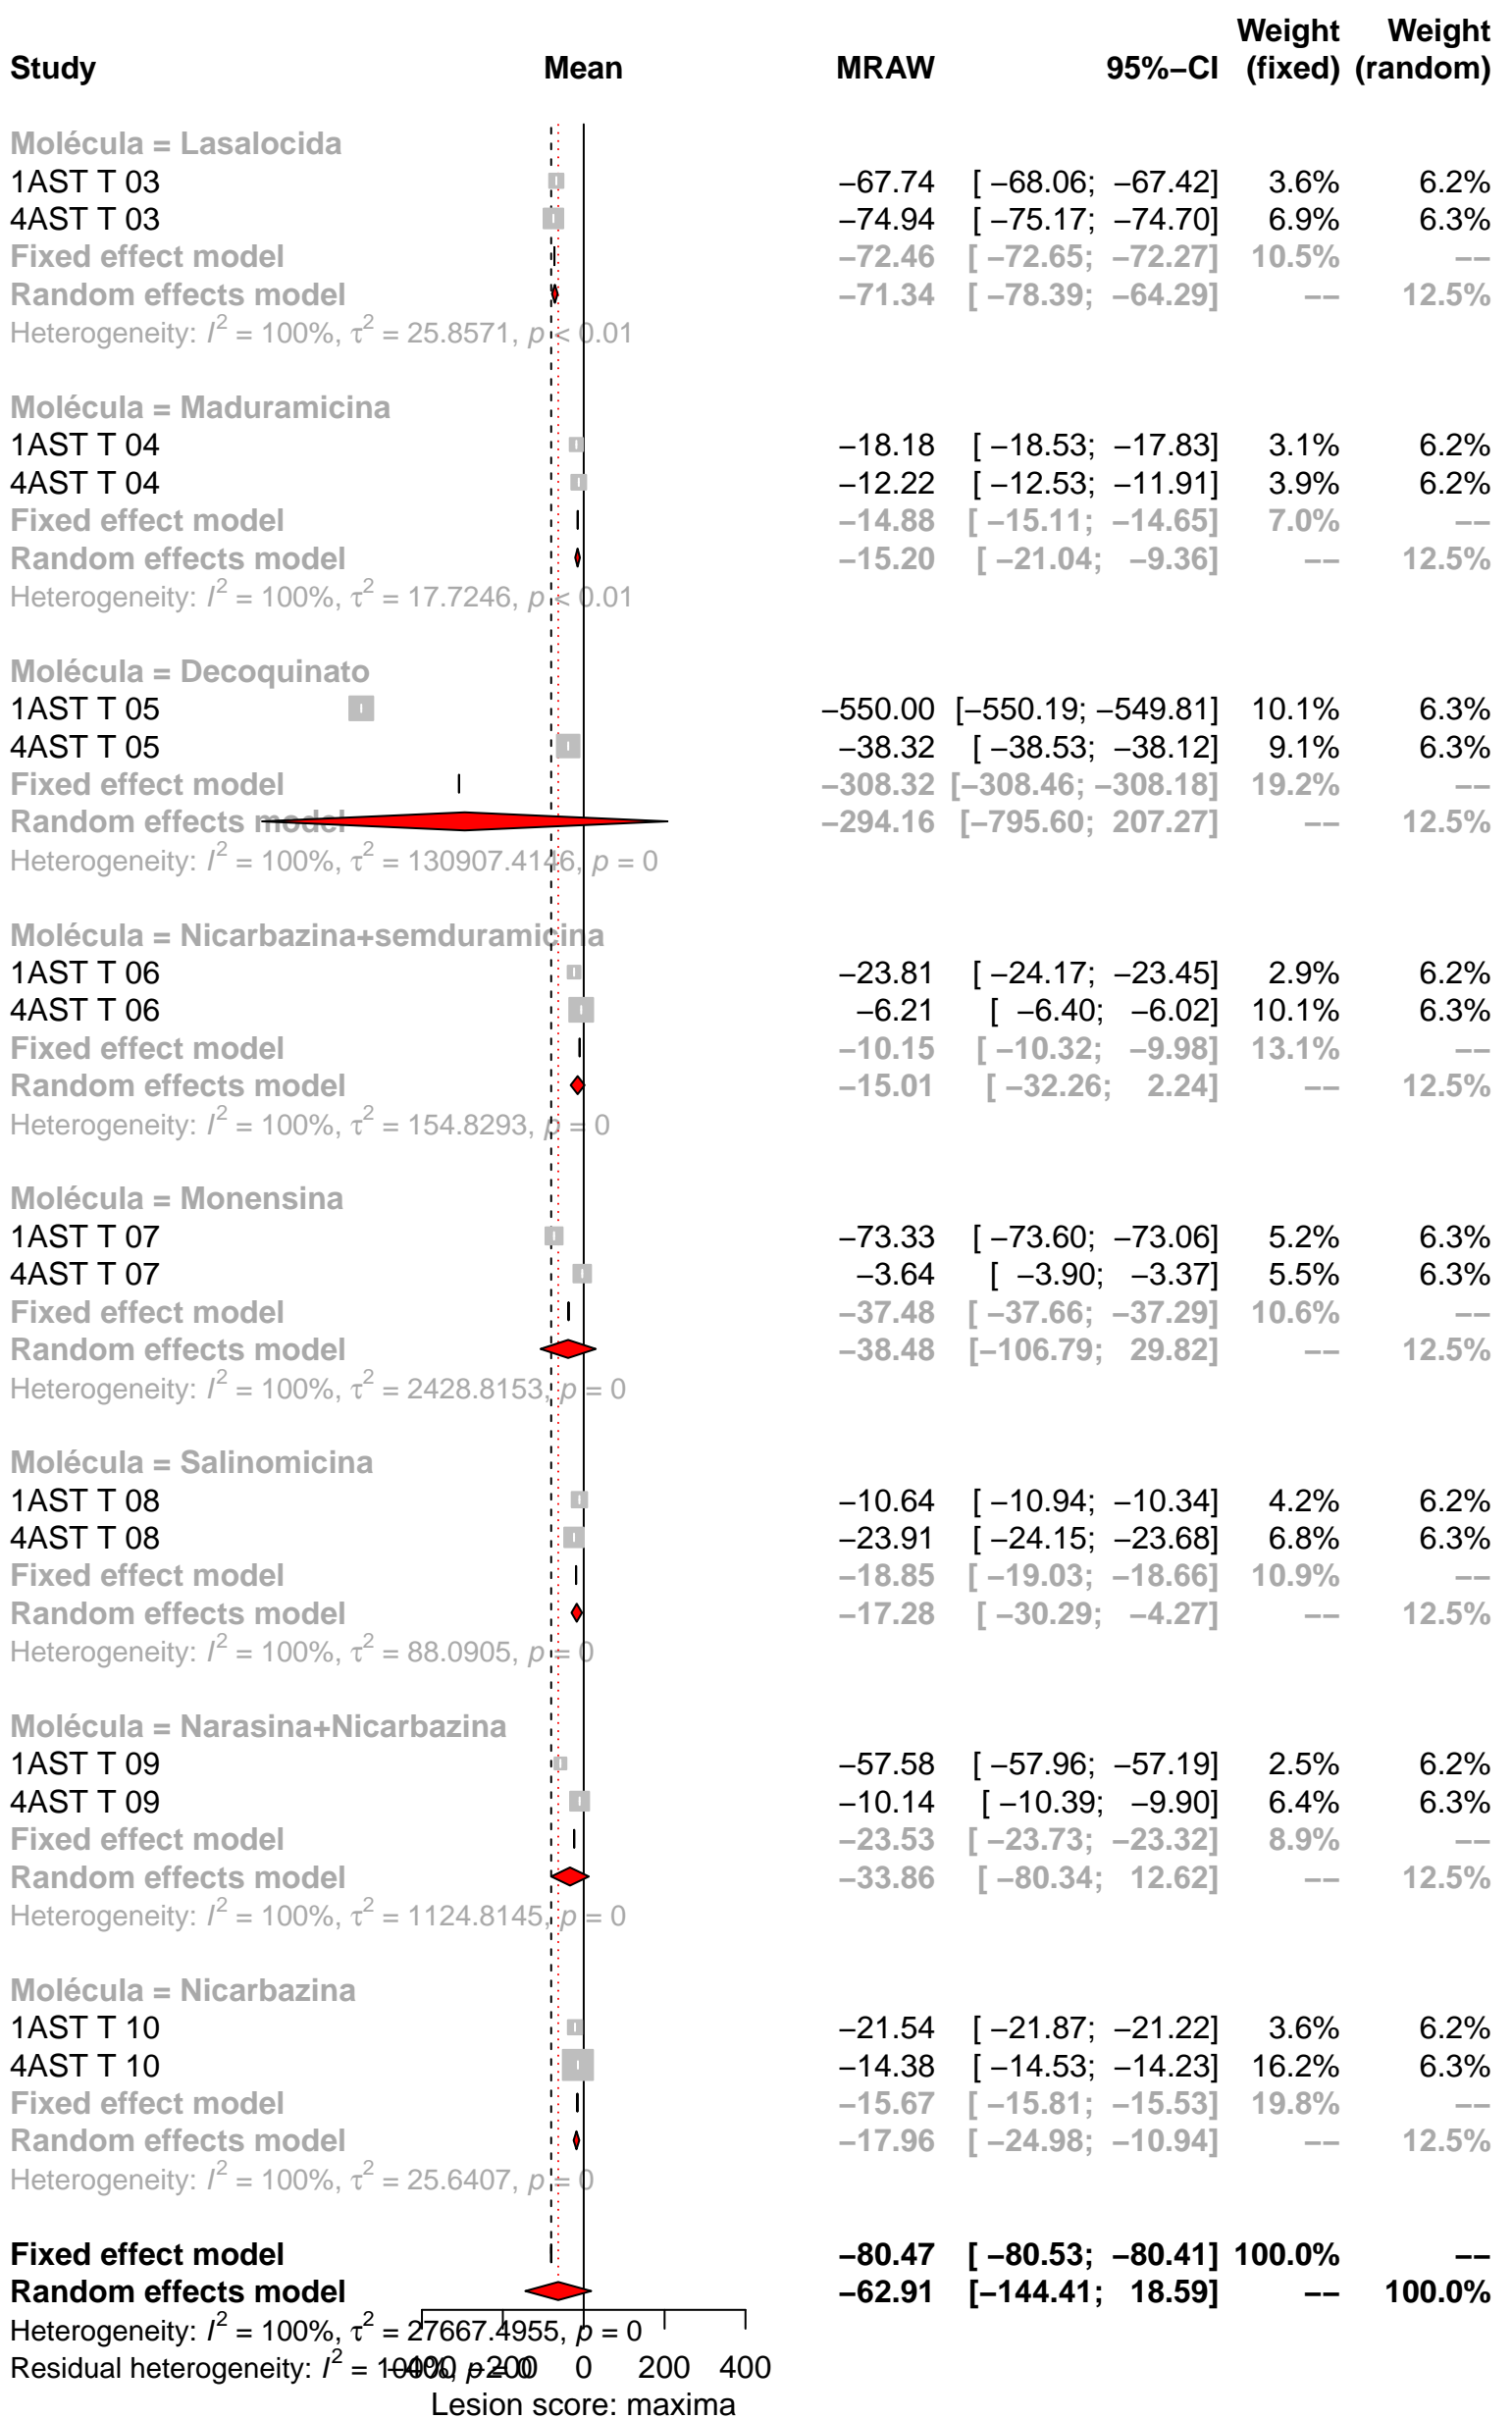 Weight Weight
Study Mean MRAW 95%−CI (fixed) (random)
Molécula = Lasalocida
1AST T 03 −67.74 [ −68.06; −67.42] 3.6% 6.2%
4AST T 03 −74.94 [ −75.17; −74.70] 6.9% 6.3%
Fixed effect model −72.46 [ −72.65; −72.27] 10.5% −−
Random effects model −71.34 [ −78.39; −64.29] −− 12.5%
Heterogeneity: I² = 100%, τ² = 25.8571, p < 0.01
Molécula = Maduramicina
1AST T 04 −18.18 [ −18.53; −17.83] 3.1% 6.2%
4AST T 04 −12.22 [ −12.53; −11.91] 3.9% 6.2%
Fixed effect model −14.88 [ −15.11; −14.65] 7.0% −−
Random effects model −15.20 [ −21.04; −9.36] −− 12.5%
Heterogeneity: I² = 100%, τ² = 17.7246, p < 0.01
Molécula = Decoquinato
1AST T 05 −550.00 [−550.19; −549.81] 10.1% 6.3%
4AST T 05 −38.32 [ −38.53; −38.12] 9.1% 6.3%
Fixed effect model −308.32 [−308.46; −308.18] 19.2% −−
Random effects model −294.16 [−795.60; 207.27] −− 12.5%
Heterogeneity: I² = 100%, τ² = 130907.4146, p = 0
Molécula = Nicarbazina+semduramicina
1AST T 06 −23.81 [ −24.17; −23.45] 2.9% 6.2%
4AST T 06 −6.21 [ −6.40; −6.02] 10.1% 6.3%
Fixed effect model −10.15 [ −10.32; −9.98] 13.1% −−
Random effects model −15.01 [ −32.26; 2.24] −− 12.5%
Heterogeneity: I² = 100%, τ² = 154.8293, p = 0
Molécula = Monensina
1AST T 07 −73.33 [ −73.60; −73.06] 5.2% 6.3%
4AST T 07 −3.64 [ −3.90; −3.37] 5.5% 6.3%
Fixed effect model −37.48 [ −37.66; −37.29] 10.6% −−
Random effects model −38.48 [−106.79; 29.82] −− 12.5%
Heterogeneity: I² = 100%, τ² = 2428.8153, p = 0
Molécula = Salinomicina
1AST T 08 −10.64 [ −10.94; −10.34] 4.2% 6.2%
4AST T 08 −23.91 [ −24.15; −23.68] 6.8% 6.3%
Fixed effect model −18.85 [ −19.03; −18.66] 10.9% −−
Random effects model −17.28 [ −30.29; −4.27] −− 12.5%
Heterogeneity: I² = 100%, τ² = 88.0905, p = 0
Molécula = Narasina+Nicarbazina
1AST T 09 −57.58 [ −57.96; −57.19] 2.5% 6.2%
4AST T 09 −10.14 [ −10.39; −9.90] 6.4% 6.3%
Fixed effect model −23.53 [ −23.73; −23.32] 8.9% −−
Random effects model −33.86 [ −80.34; 12.62] −− 12.5%
Heterogeneity: I² = 100%, τ² = 1124.8145, p = 0
Molécula = Nicarbazina
1AST T 10 −21.54 [ −21.87; −21.22] 3.6% 6.2%
4AST T 10 −14.38 [ −14.53; −14.23] 16.2% 6.3%
Fixed effect model −15.67 [ −15.81; −15.53] 19.8% −−
Random effects model −17.96 [ −24.98; −10.94] −− 12.5%
Heterogeneity: I² = 100%, τ² = 25.6407, p = 0
Fixed effect model −80.47 [ −80.53; −80.41] 100.0% −−
Random effects model −62.91 [−144.41; 18.59] −− 100.0%
Heterogeneity: I² = 100%, τ² = 27667.4955, p = 0
Residual heterogeneity: I² = 100%, p = 0
−400 −200 0 200 400
Lesion score: maxima